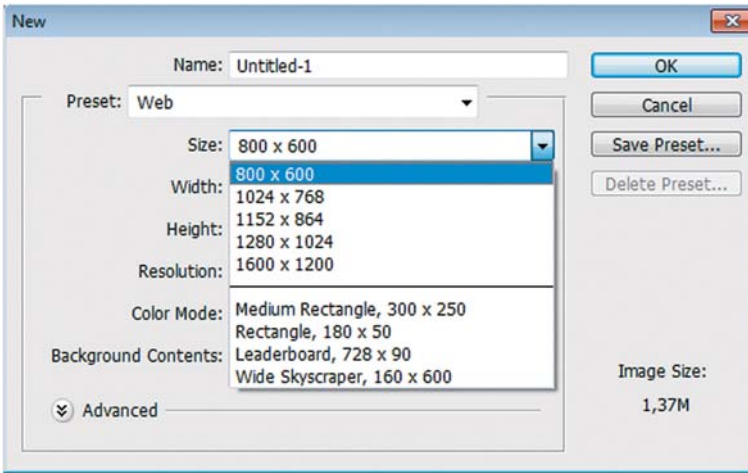 New
Name: Untitled-1
OK
Preset: Web
Cancel
Size: 800 x 600
Save Preset...
800 x 600
Width:
1024 x 768
Delete Preset...
1152 x 864
Height:
1280 x 1024
Resolution:
1600 x 1200
Color Mode:
Medium Rectangle, 300 x 250
Rectangle, 180 x 50
Background Contents:
Leaderboard, 728 x 90
Wide Skyscraper, 160 x 600
Image Size:
Advanced
1,37M